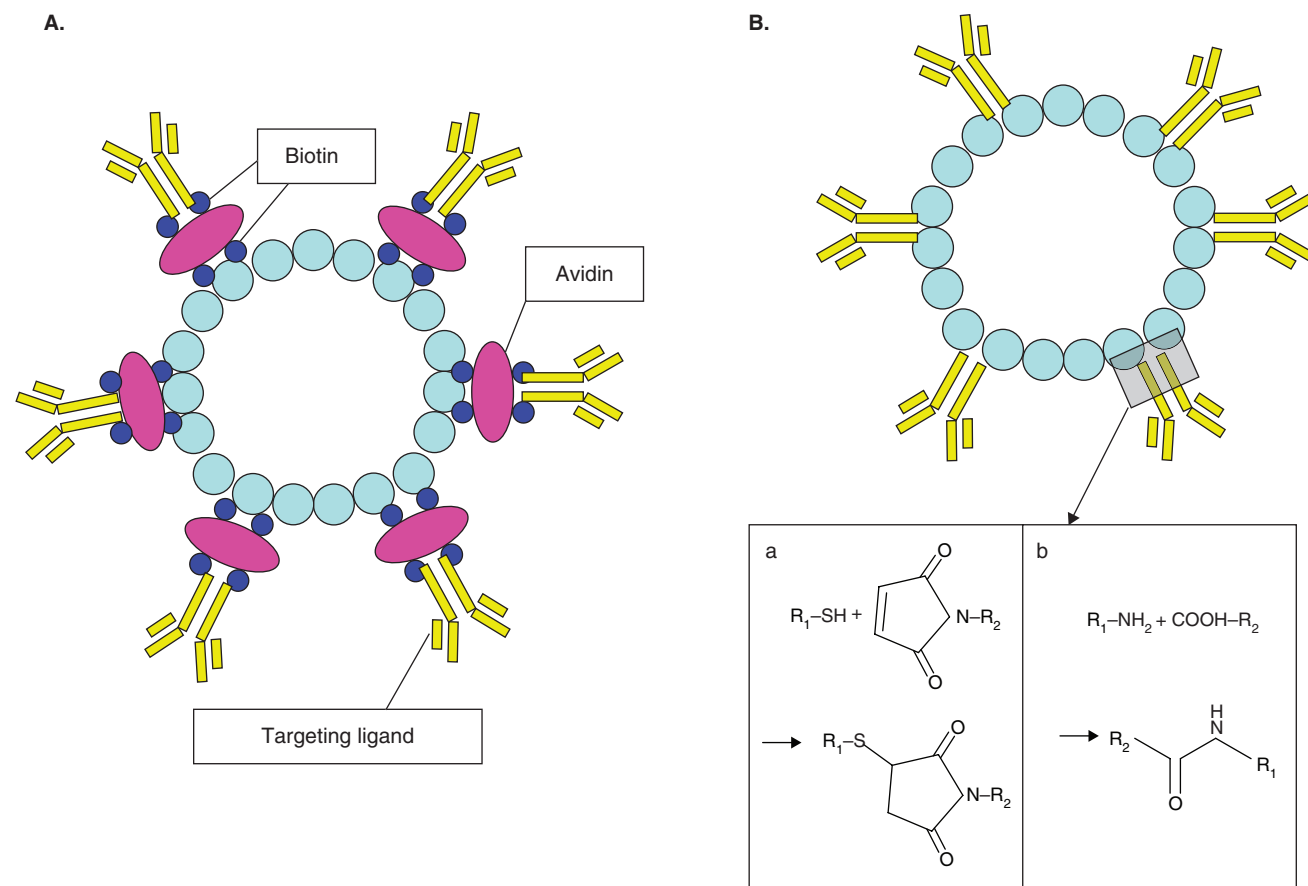 A.
Biotin
Avidin
Targeting ligand
B.
a
R₁–SH +
O
N–R₂
O
R₁–S
O
N–R₂
O
b
R₁–NH₂ + COOH–R₂
H
N
R₂
R₁
O